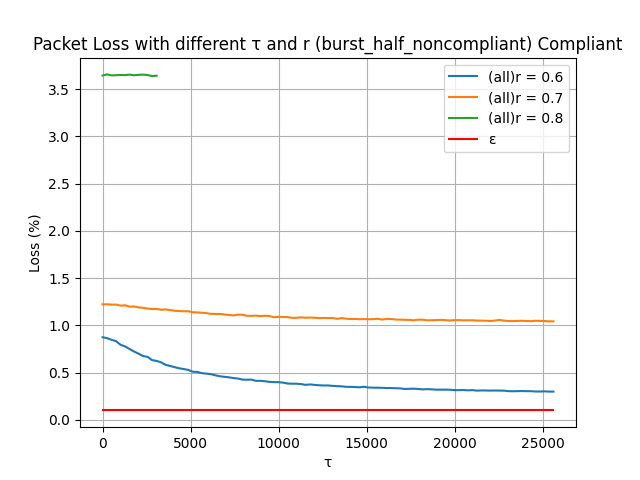 Packet Loss with different τ and r (burst_half_noncompliant) Compliant
(all)r = 0.6
(all)r = 0.7
(all)r = 0.8
ε
3.5
3.0
2.5
2.0
1.5
1.0
0.5
0.0
Loss (%)
0 5000 10000 15000 20000 25000
τ